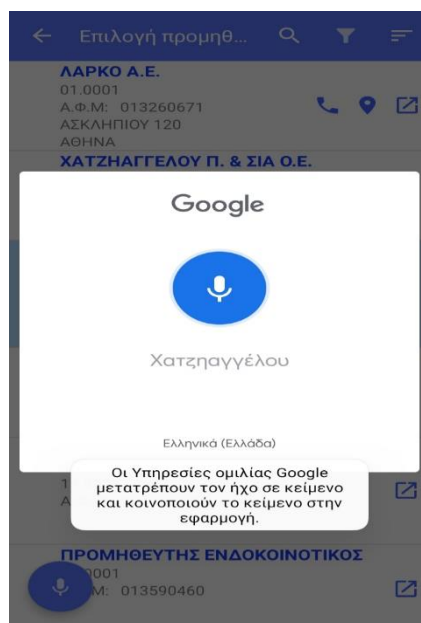 Επιλογή προμηθ...
ΛΑΡΚΟ Α.Ε.
01.0001
Α.Φ.Μ: 013260671
ΑΣΚΛΗΠΙΟΥ 120
ΑΘΗΝΑ
ΧΑΤΖΗΑΓΓΕΛΟΥ Π. & ΣΙΑ Ο.Ε.
Google
Χατζηαγγέλου
Ελληνικά (Ελλάδα)
Οι Υπηρεσίες ομιλίας Google
μετατρέπουν τον ήχο σε κείμενο
και κοινοποιούν το κείμενο στην
εφαρμογή.
ΠΡΟΜΗΘΕΥΤΗΣ ΕΝΔΟΚΟΙΝΟΤΙΚΟΣ
0001
Μ: 013590460